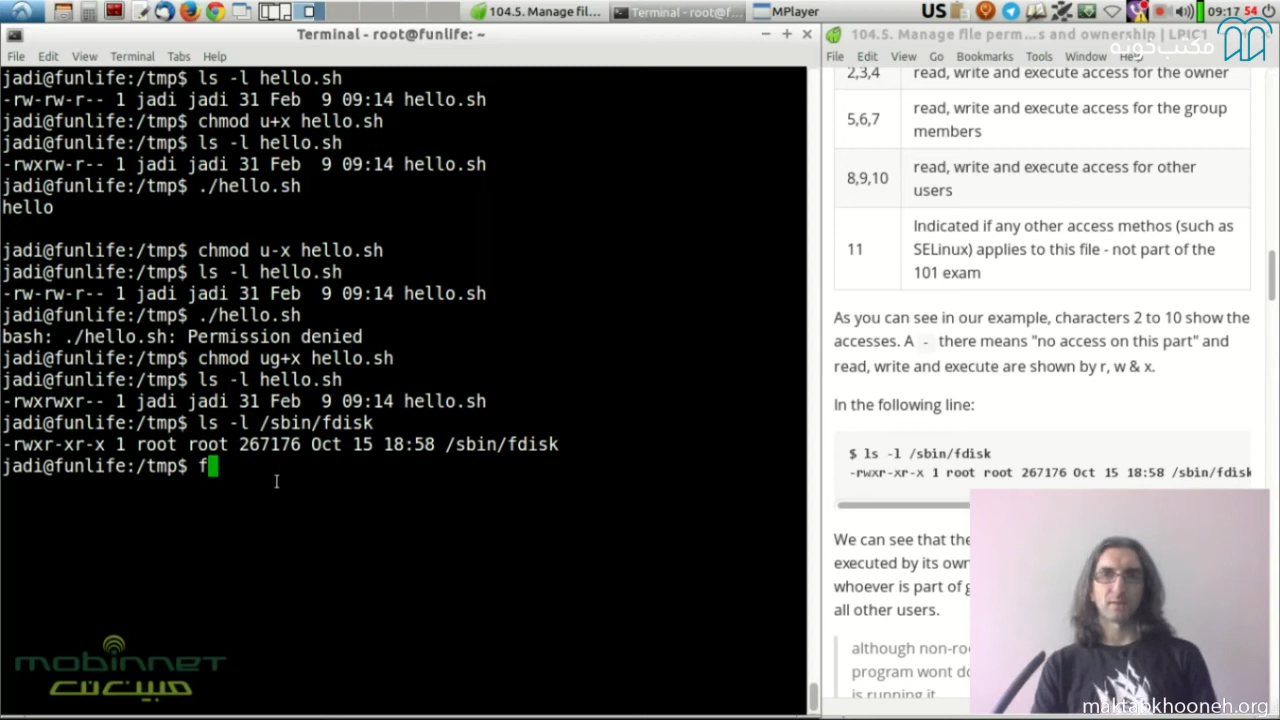 US
09:17 54
104.5. Manage fil...
Terminal - root@f...
MPlayer
Terminal - root@funlife: ~
File Edit View Terminal Tabs Help
jadi@funlife:/tmp$ ls -l hello.sh
-rw-rw-r-- 1 jadi jadi 31 Feb  9 09:14 hello.sh
jadi@funlife:/tmp$ chmod u+x hello.sh
jadi@funlife:/tmp$ ls -l hello.sh
-rwxrw-r-- 1 jadi jadi 31 Feb  9 09:14 hello.sh
jadi@funlife:/tmp$ ./hello.sh
hello
jadi@funlife:/tmp$ chmod u-x hello.sh
jadi@funlife:/tmp$ ls -l hello.sh
-rw-rw-r-- 1 jadi jadi 31 Feb  9 09:14 hello.sh
jadi@funlife:/tmp$ ./hello.sh
bash: ./hello.sh: Permission denied
jadi@funlife:/tmp$ chmod ug+x hello.sh
jadi@funlife:/tmp$ ls -l hello.sh
-rwxrwxr-- 1 jadi jadi 31 Feb  9 09:14 hello.sh
jadi@funlife:/tmp$ ls -l /sbin/fdisk
-rwxr-xr-x 1 root root 267176 Oct 15 18:58 /sbin/fdisk
jadi@funlife:/tmp$ f
mobinnet
مبین نت
104.5. Manage file perm...s and ownership | LPIC1
مکتب‌خونه
File Edit View Go Bookmarks Tools Window Help
2,3,4 read, write and execute access for the owner
5,6,7 read, write and execute access for the group
members
8,9,10 read, write and execute access for other
users
Indicated if any other access methos (such as
11 SELinux) applies to this file - not part of the
101 exam
As you can see in our example, characters 2 to 10 show the
accesses. A - there means "no access on this part" and
read, write and execute are shown by r, w & x.
In the following line:
$ ls -l /sbin/fdisk
-rwxr-xr-x 1 root root 267176 Oct 15 18:58 /sbin/fdisk
We can see that the
executed by its own
whoever is part of g
all other users.
although non-ro
program wont do
is running it
maktabkhooneh.org